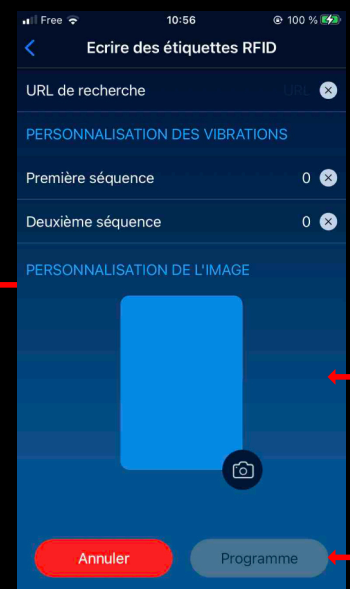 Free 10:56 100 %
Ecrire des étiquettes RFID
URL de recherche URL
PERSONNALISATION DES VIBRATIONS
Première séquence 0
Deuxième séquence 0
PERSONNALISATION DE L'IMAGE
Annuler Programme